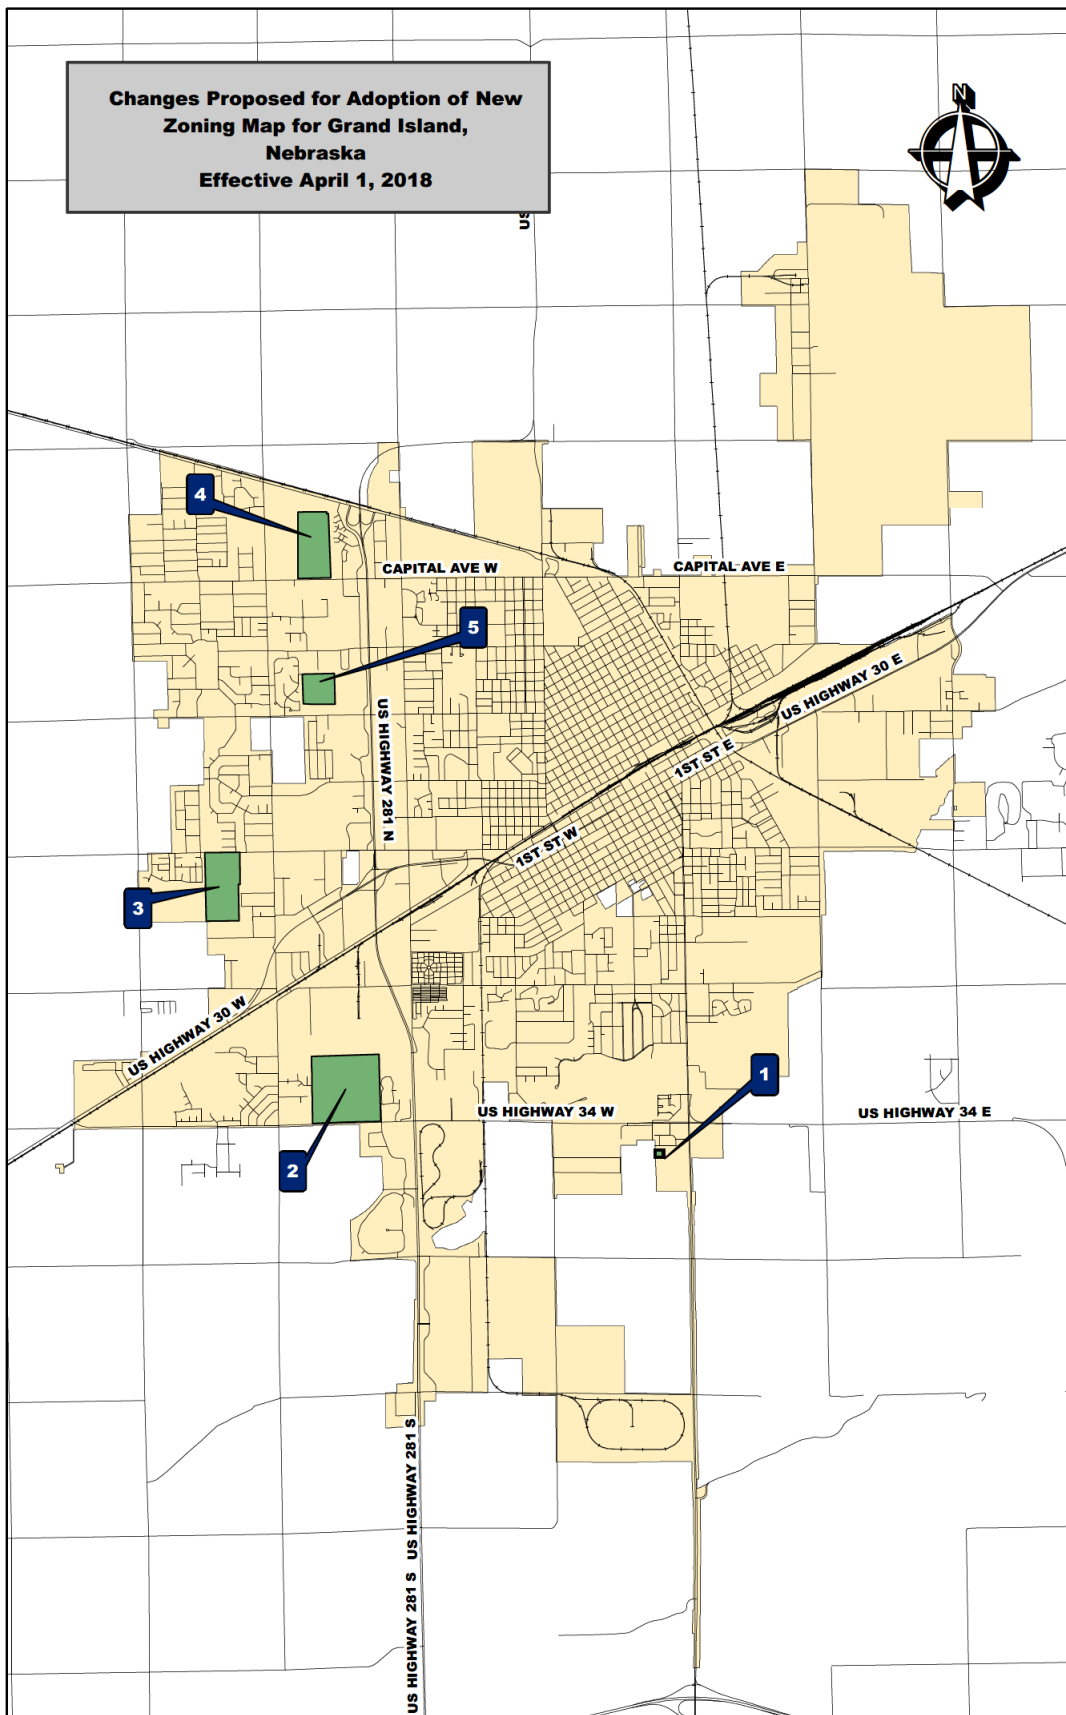 Changes Proposed for Adoption of New
Zoning Map for Grand Island,
Nebraska
Effective April 1, 2018
N
US
4
CAPITAL AVE W
CAPITAL AVE E
5
US HIGHWAY 30 E
US HIGHWAY 281 N
1ST ST E
1ST ST W
3
US HIGHWAY 30 W
1
US HIGHWAY 34 W
US HIGHWAY 34 E
2
US HIGHWAY 281 S
US HIGHWAY 281 S